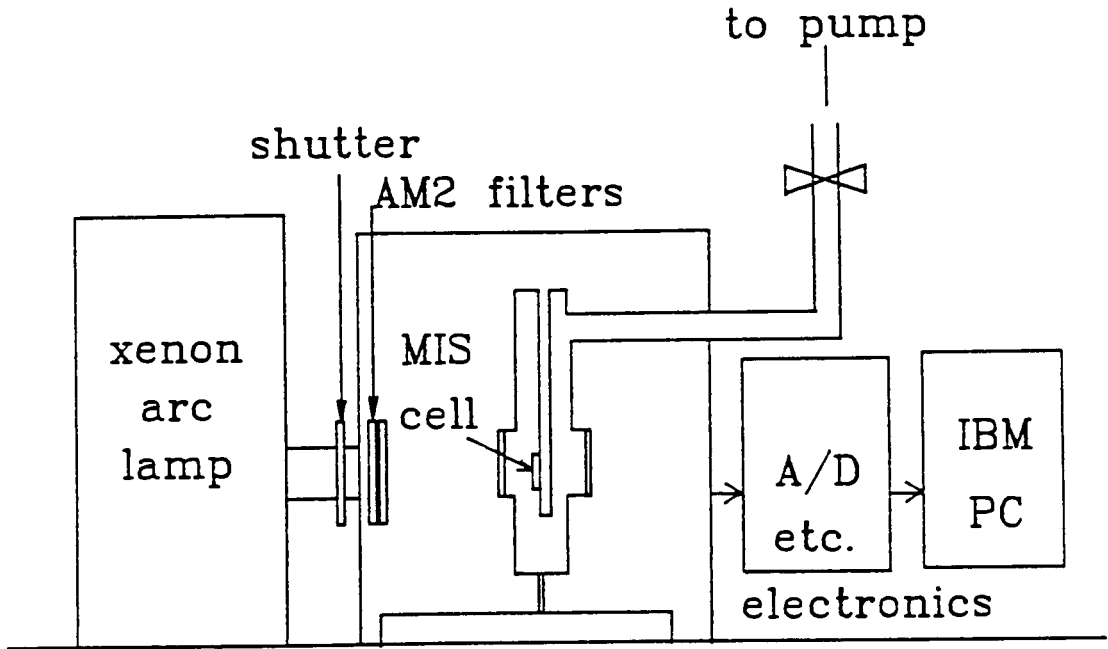 to pump
shutter
AM2 filters
xenon
arc
lamp
MIS
cell
A/D
etc.
IBM
PC
electronics